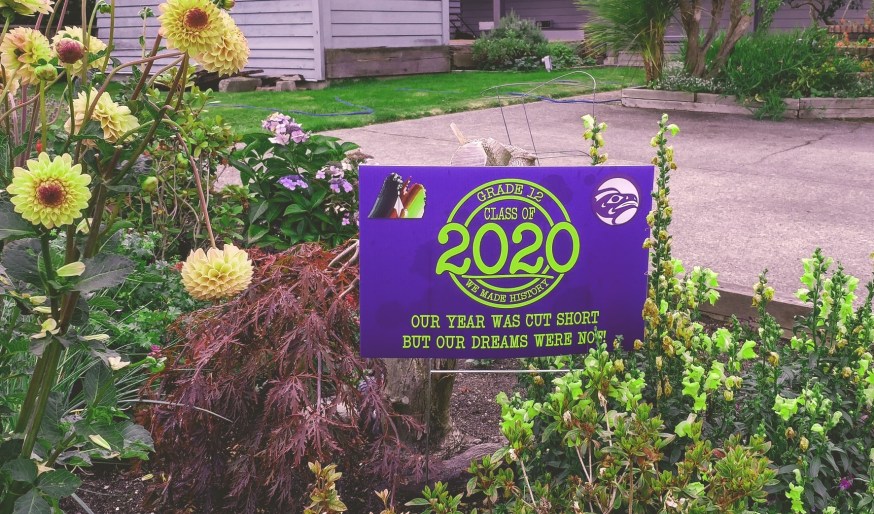 GRADE 12
CLASS OF
2020
WE MADE HISTORY
OUR YEAR WAS CUT SHORT
BUT OUR DREAMS WERE NOT!